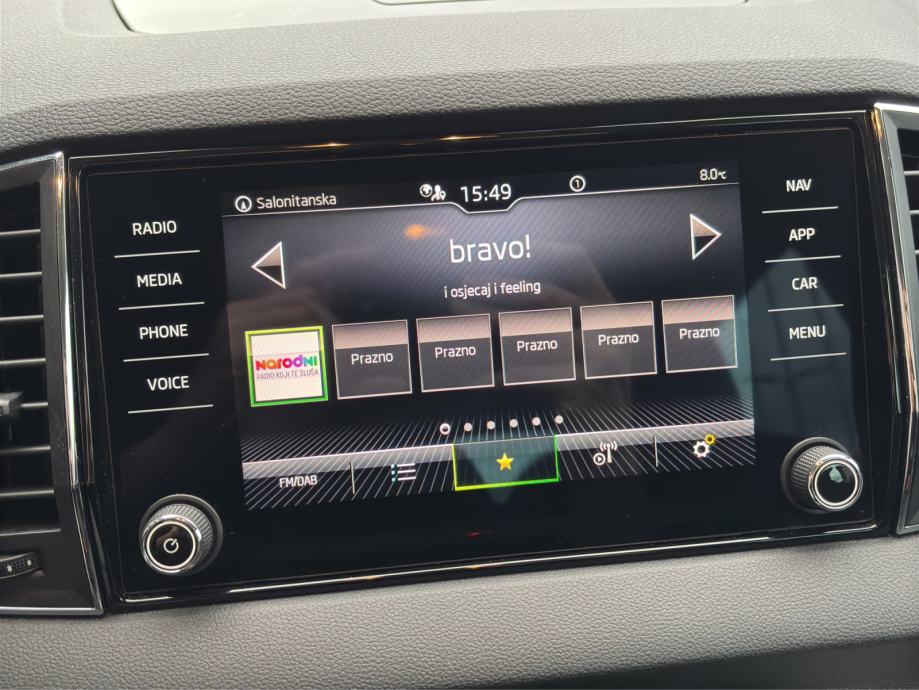 Salonitanska
15:49
1
8.0°C
RADIO
MEDIA
PHONE
VOICE
NAV
APP
CAR
MENU
bravo!
i osjecaj i feeling
NARODNI
RADIO KOJI TE SLUŠA
Prazno
Prazno
Prazno
Prazno
Prazno
FM/DAB